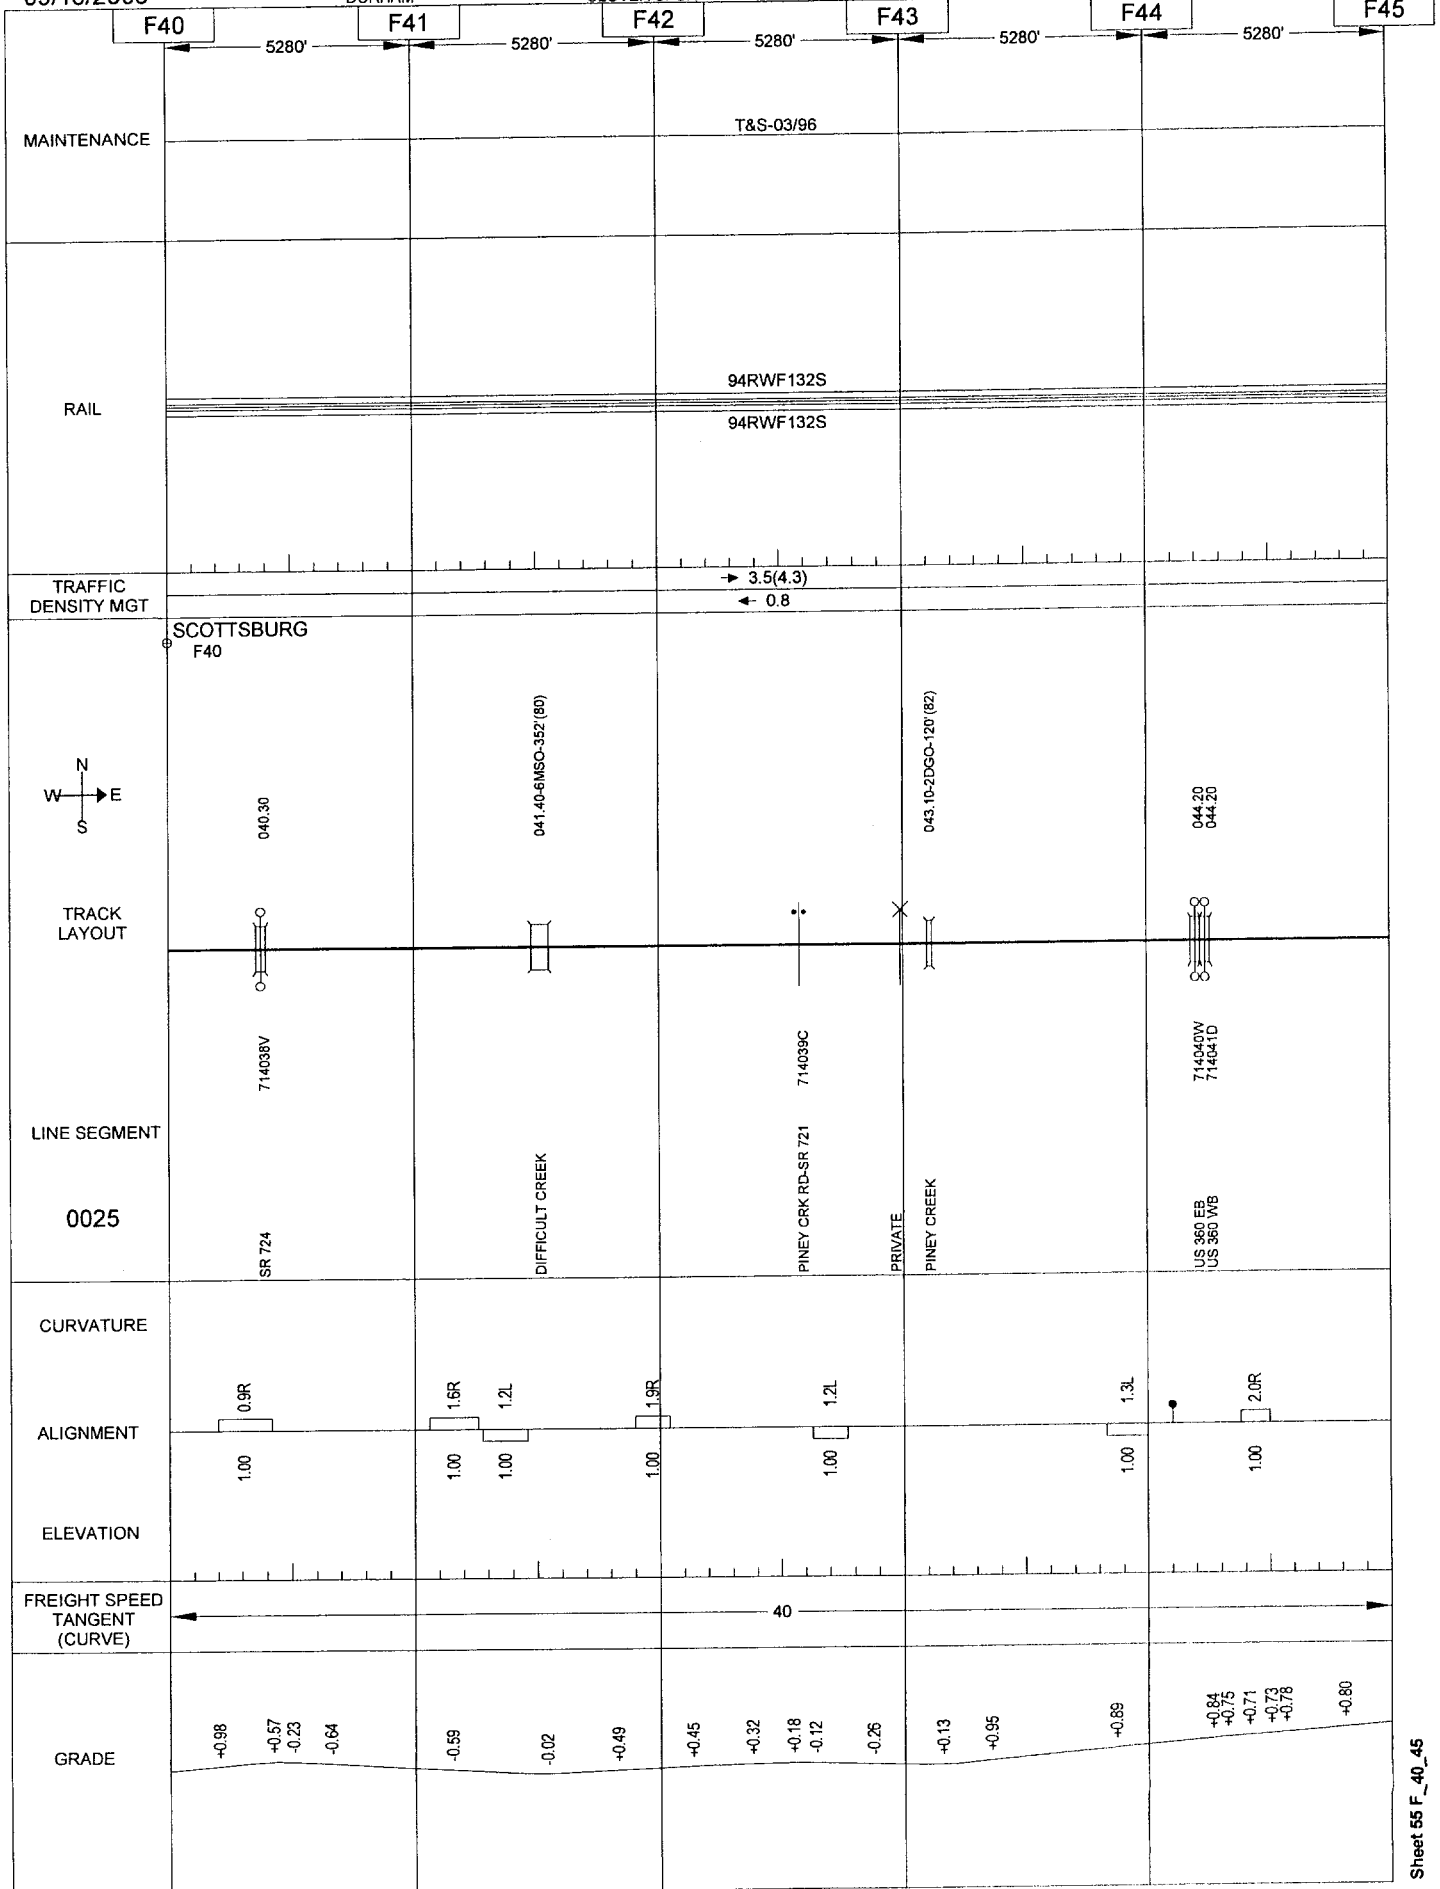 F40 F41 F42 F43 F44 F45
5280' 5280' 5280' 5280' 5280'
MAINTENANCE
T&S-03/96
RAIL
94RWF132S
94RWF132S
TRAFFIC
DENSITY MGT
→ 3.5(4.3)
← 0.8
SCOTTSBURG
F40
N
W E
S
040.30
041.40-6MSO-352'(80)
043.10-2DGO-120'(82)
044.20
044.20
TRACK
LAYOUT
714038V
714039C
714040W
714041D
LINE SEGMENT
0025
SR 724
DIFFICULT CREEK
PINEY CRK RD-SR 721
PRIVATE
PINEY CREEK
US 360 EB
US 360 WB
CURVATURE
0.9R 1.6R 1.2L 1.9R 1.2L 1.3L 2.0R
ALIGNMENT
1.00 1.00 1.00 1.00 1.00 1.00 1.00
ELEVATION
FREIGHT SPEED
TANGENT
(CURVE)
40
GRADE
+0.98 +0.57 -0.23 -0.64 -0.59 -0.02 +0.49 +0.45 +0.32 +0.18 -0.12 -0.26 +0.13 +0.95 +0.89 +0.84 +0.75 +0.71 +0.73 +0.78 +0.80
Sheet 55 F_40_45